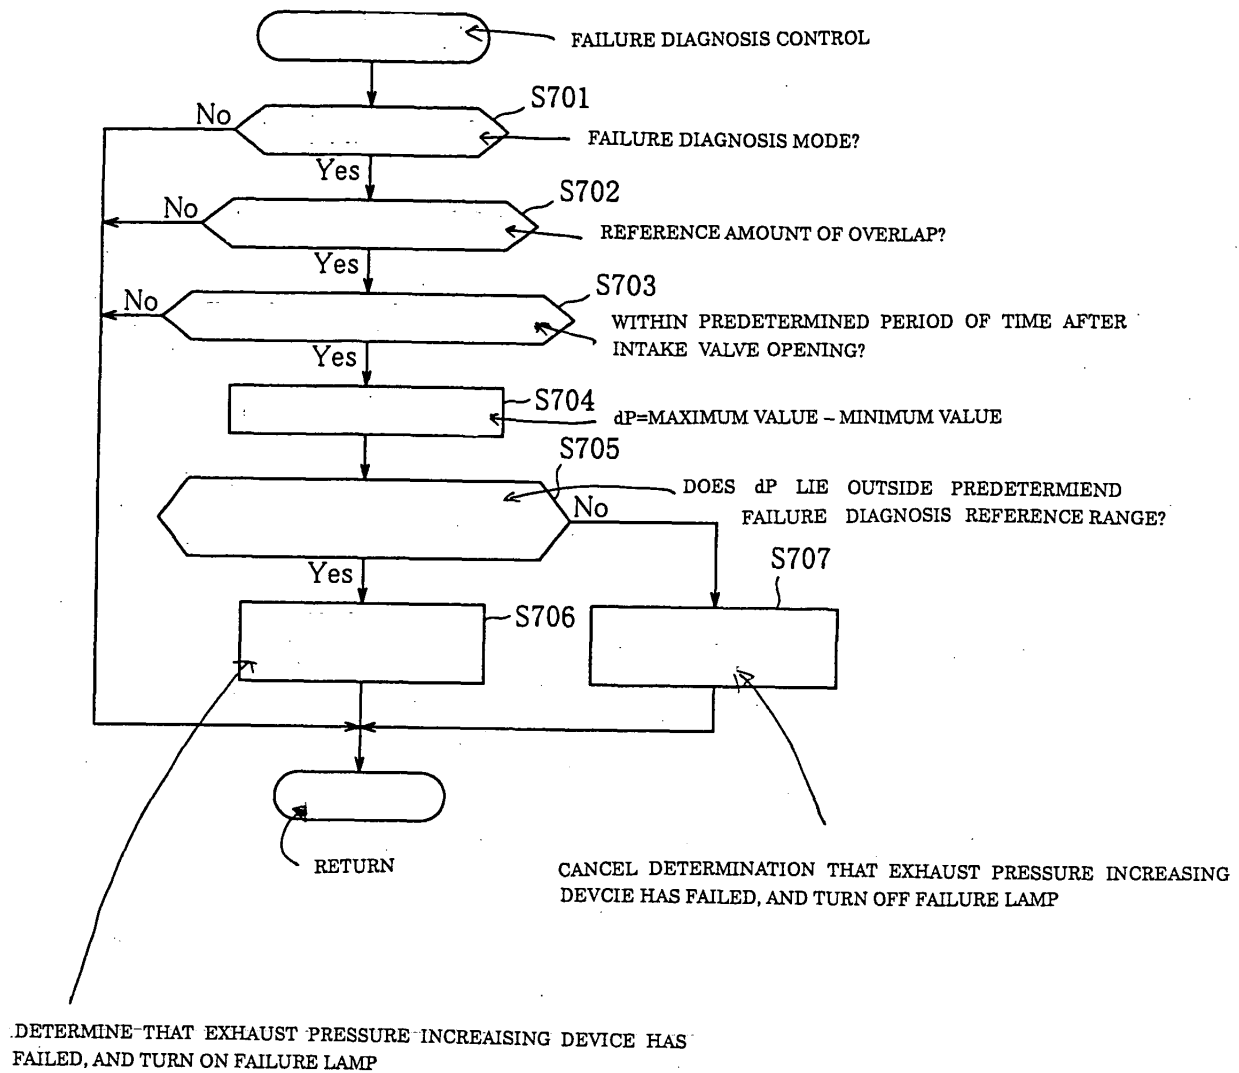 FAILURE DIAGNOSIS CONTROL
S701
No
FAILURE DIAGNOSIS MODE?
Yes
S702
No
REFERENCE AMOUNT OF OVERLAP?
Yes
S703
No
WITHIN PREDETERMINED PERIOD OF TIME AFTER
INTAKE VALVE OPENING?
Yes
S704
dP=MAXIMUM VALUE – MINIMUM VALUE
S705
DOES dP LIE OUTSIDE PREDETERMIEND
FAILURE DIAGNOSIS REFERENCE RANGE?
No
Yes
S707
S706
RETURN
CANCEL DETERMINATION THAT EXHAUST PRESSURE INCREASING
DEVCIE HAS FAILED, AND TURN OFF FAILURE LAMP
DETERMINE THAT EXHAUST PRESSURE INCREAISING DEVICE HAS
FAILED, AND TURN ON FAILURE LAMP